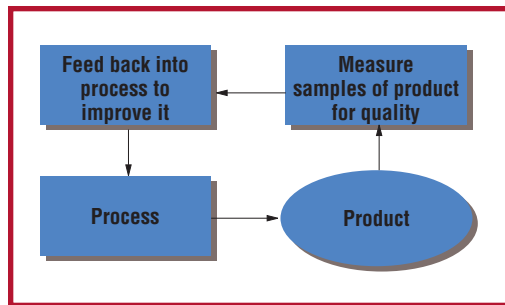 Feed back into
process to
improve it
Measure
samples of product
for quality
Process
Product